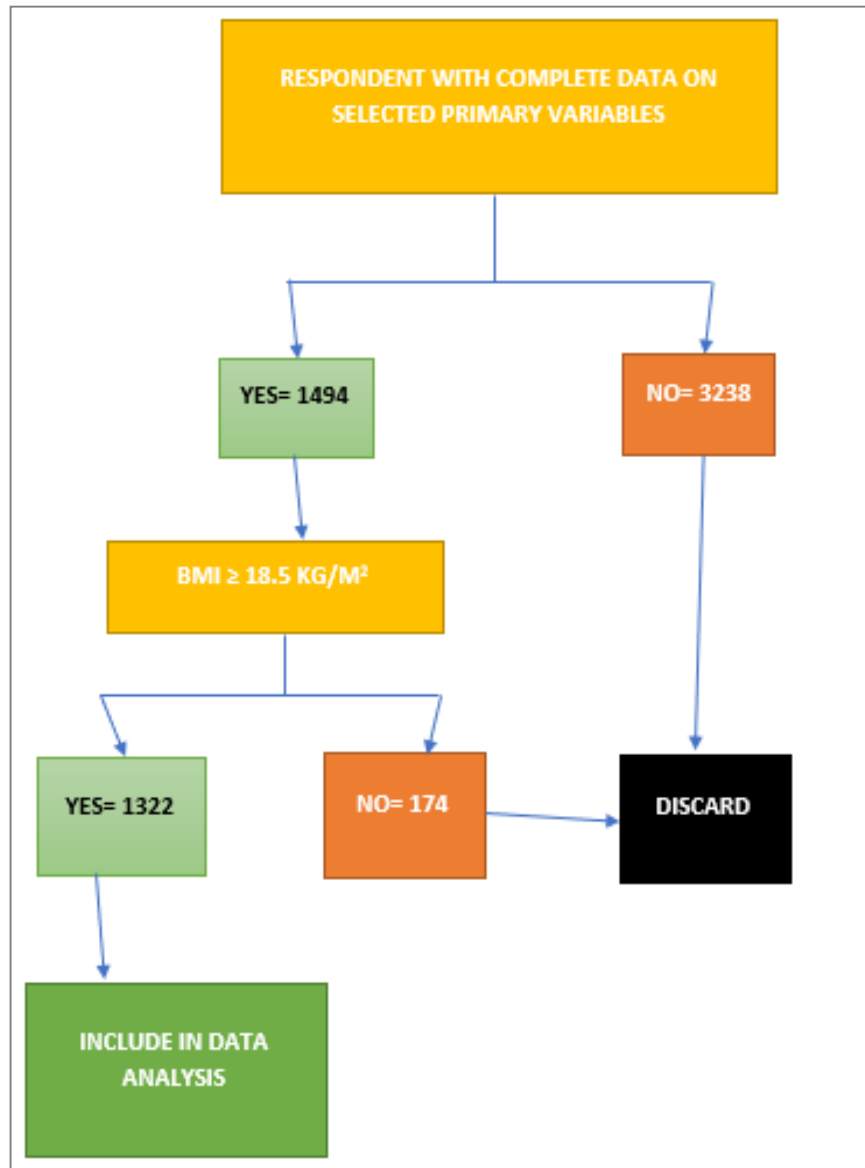 RESPONDENT WITH COMPLETE DATA ON
SELECTED PRIMARY VARIABLES
YES= 1494
NO= 3238
BMI ≥ 18.5 KG/M²
YES= 1322
NO= 174
DISCARD
INCLUDE IN DATA
ANALYSIS